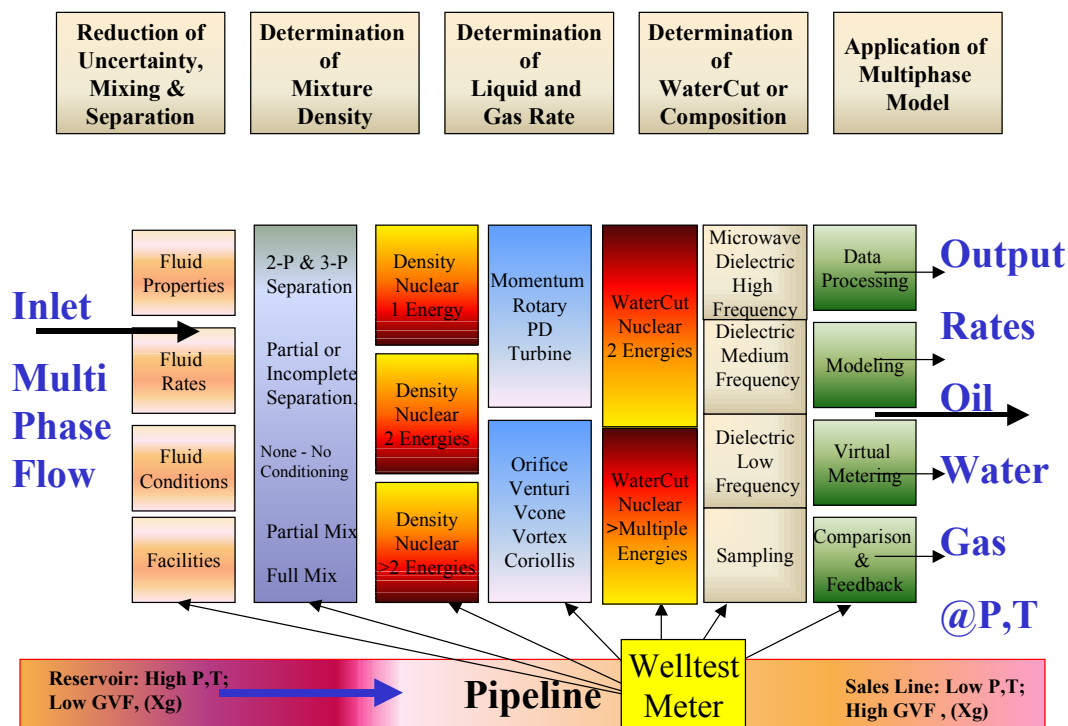 Reduction of
Uncertainty,
Mixing &
Separation
Determination
of
Mixture
Density
Determination
of
Liquid and
Gas Rate
Determination
of
WaterCut or
Composition
Application of
Multiphase
Model
Inlet
Multi
Phase
Flow
Fluid
Properties
Fluid
Rates
Fluid
Conditions
Facilities
2-P & 3-P
Separation
Partial or
Incomplete
Separation.
None - No
Conditioning
Partial Mix
Full Mix
Density
Nuclear
1 Energy
Density
Nuclear
2 Energies
Density
Nuclear
>2 Energies
Momentum
Rotary
PD
Turbine
Orifice
Venturi
Vcone
Vortex
Coriollis
WaterCut
Nuclear
2 Energies
WaterCut
Nuclear
>Multiple
Energies
Microwave
Dielectric
High
Frequency
Dielectric
Medium
Frequency
Dielectric
Low
Frequency
Sampling
Data
Processing
Modeling
Virtual
Metering
Comparison
&
Feedback
Output
Rates
Oil
Water
Gas
@P,T
Reservoir: High P,T;
Low GVF, (Xg)
Pipeline
Welltest
Meter
Sales Line: Low P,T;
High GVF , (Xg)